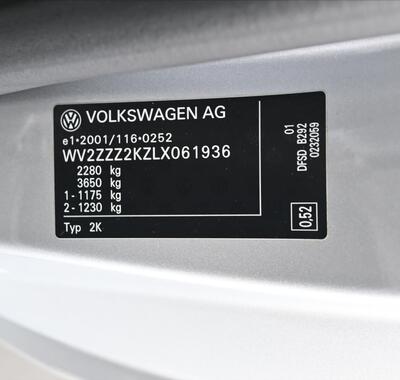 VOLKSWAGEN AG
e1•2001/116•0252
WV2ZZZ2KZLX061936
2280 kg
3650 kg
1 - 1175 kg
2 - 1230 kg
Typ 2K
01
DFSD B292
0232059
0,52